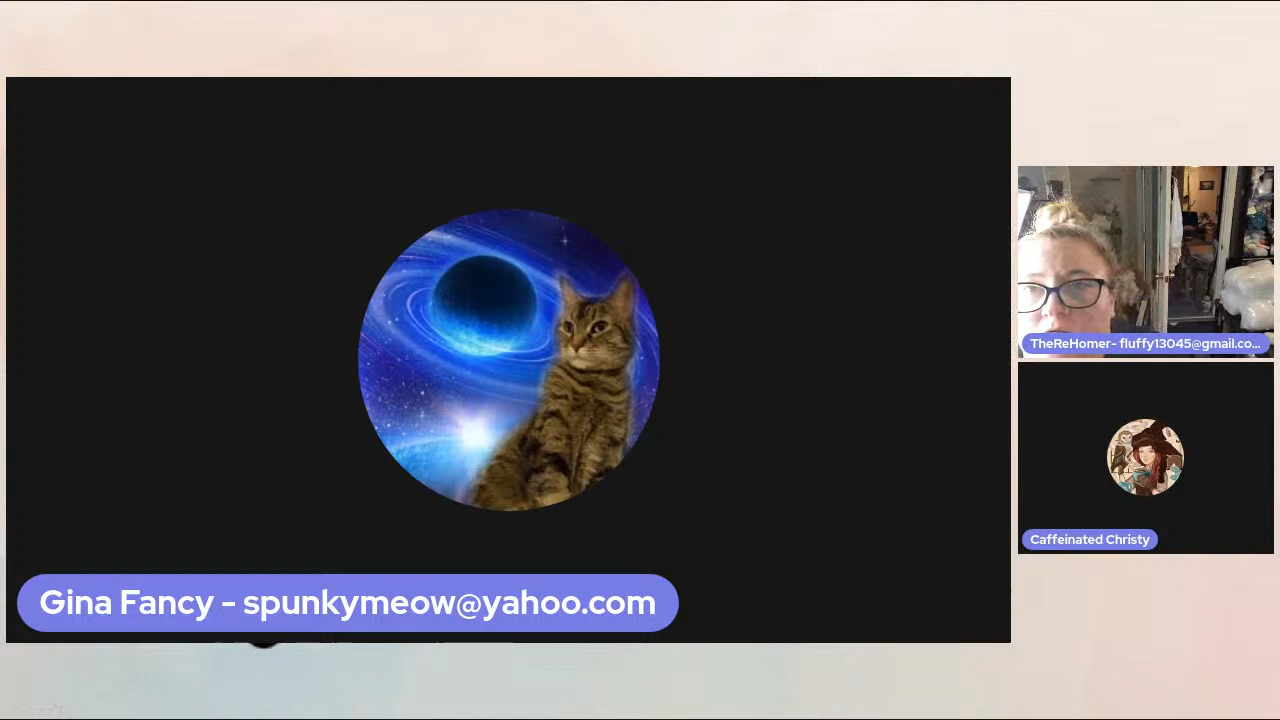 Gina Fancy - spunkymeow@yahoo.com
TheReHomer- fluffy13045@gmail.co...
Caffeinated Christy